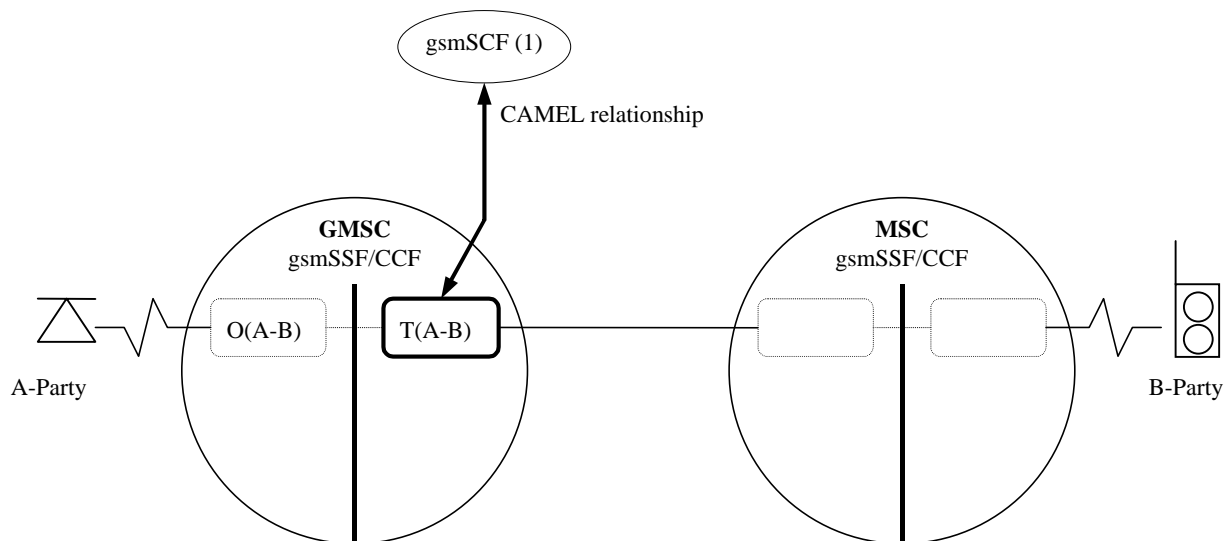 gsmSCF (1)
CAMEL relationship
GMSC
gsmSSF/CCF
MSC
gsmSSF/CCF
O(A-B)
T(A-B)
A-Party
B-Party